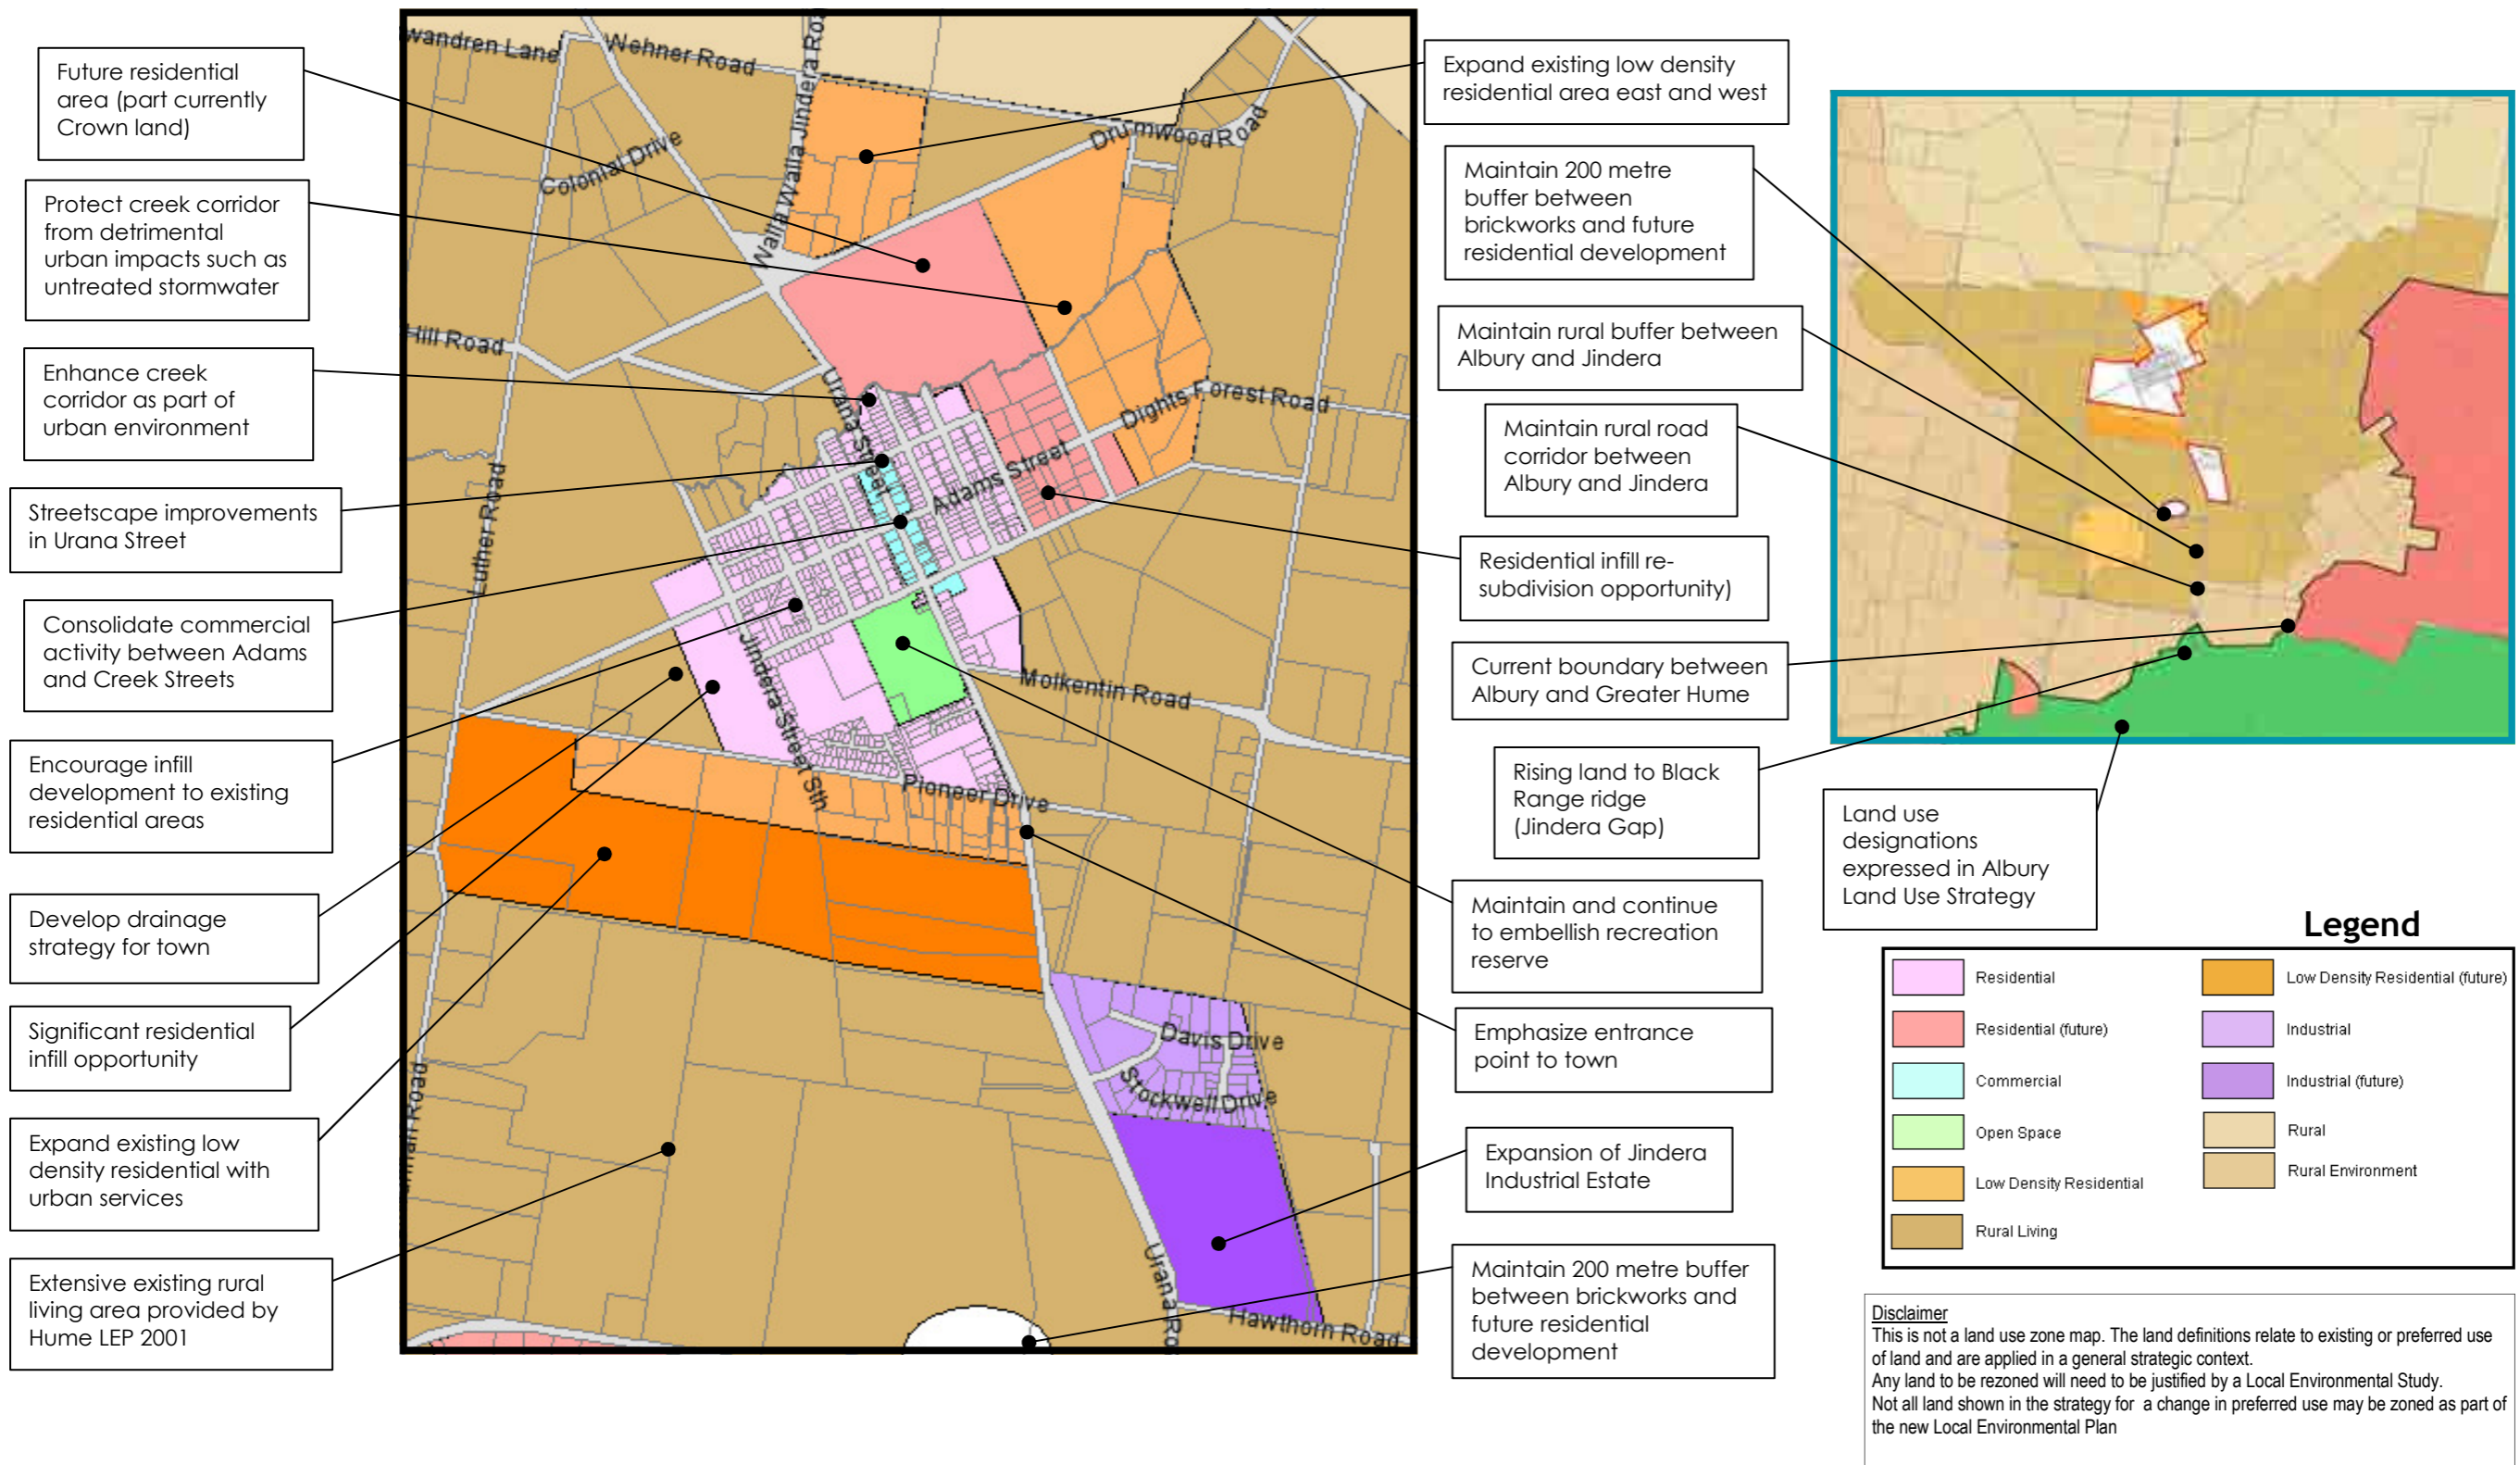 Future residential
area (part currently
Crown land)
Protect creek corridor
from detrimental
urban impacts such as
untreated stormwater
Enhance creek
corridor as part of
urban environment
Streetscape improvements
in Urana Street
Consolidate commercial
activity between Adams
and Creek Streets
Encourage infill
development to existing
residential areas
Develop drainage
strategy for town
Significant residential
infill opportunity
Expand existing low
density residential with
urban services
Extensive existing rural
living area provided by
Hume LEP 2001
wandren Lane
Wehner Road
Walla Walla Jindera Roa
Colonial Drive
Drumwood Road
Hill Road
Urana Street
Dights Forest Road
Adams Street
Luther Road
Jindera Street Sth
Molkentin Road
Pioneer Drive
Davis Drive
Stockwell Drive
Road
Urana Ro
Hawthorn Road
Expand existing low density
residential area east and west
Maintain 200 metre
buffer between
brickworks and future
residential development
Maintain rural buffer between
Albury and Jindera
Maintain rural road
corridor between
Albury and Jindera
Residential infill re-
subdivision opportunity)
Current boundary between
Albury and Greater Hume
Rising land to Black
Range ridge
(Jindera Gap)
Maintain and continue
to embellish recreation
reserve
Emphasize entrance
point to town
Expansion of Jindera
Industrial Estate
Maintain 200 metre buffer
between brickworks and
future residential
development
Land use
designations
expressed in Albury
Land Use Strategy
Legend
Residential
Residential (future)
Commercial
Open Space
Low Density Residential
Rural Living
Low Density Residential (future)
Industrial
Industrial (future)
Rural
Rural Environment
Disclaimer
This is not a land use zone map. The land definitions relate to existing or preferred use
of land and are applied in a general strategic context.
Any land to be rezoned will need to be justified by a Local Environmental Study.
Not all land shown in the strategy for a change in preferred use may be zoned as part of
the new Local Environmental Plan